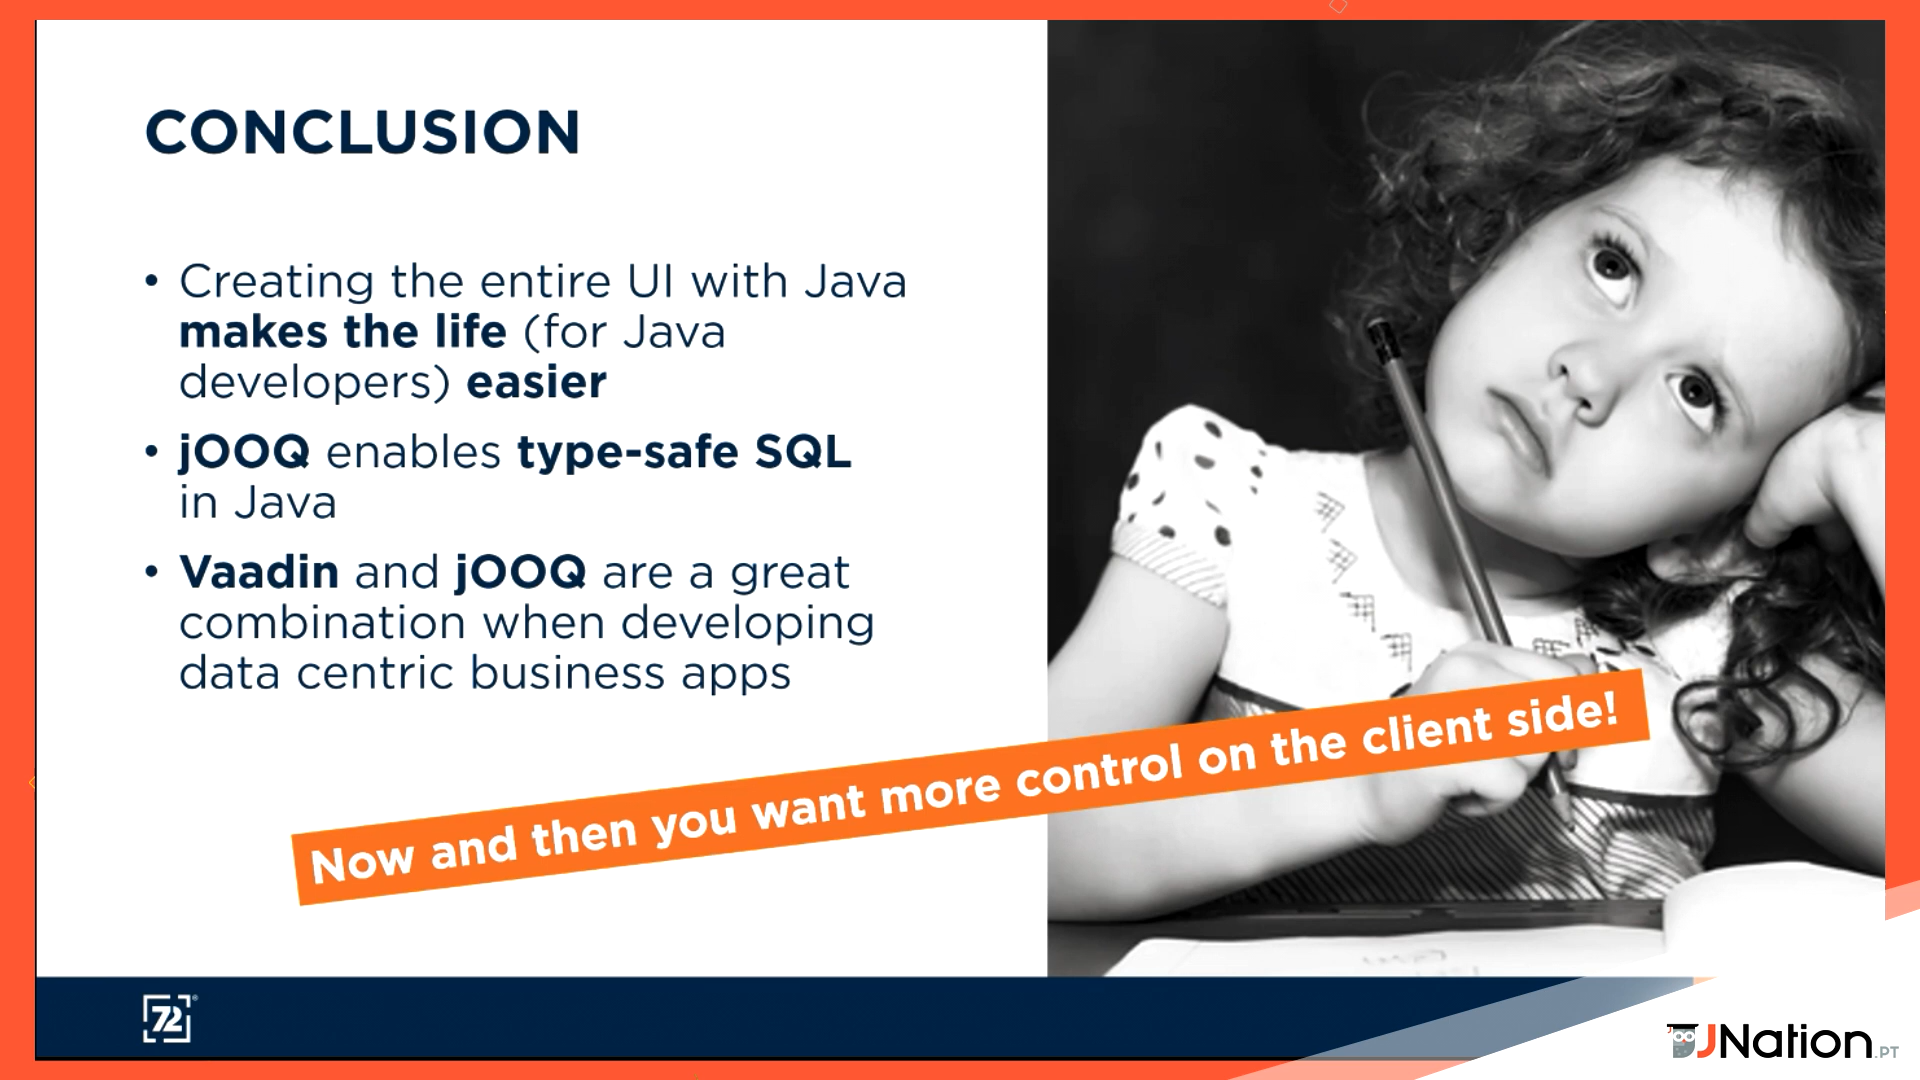 CONCLUSION
• Creating the entire UI with Java
makes the life (for Java
developers) easier
• jOOQ enables type-safe SQL
in Java
• Vaadin and jOOQ are a great
combination when developing
data centric business apps
Now and then you want more control on the client side!
72®
JNation.PT